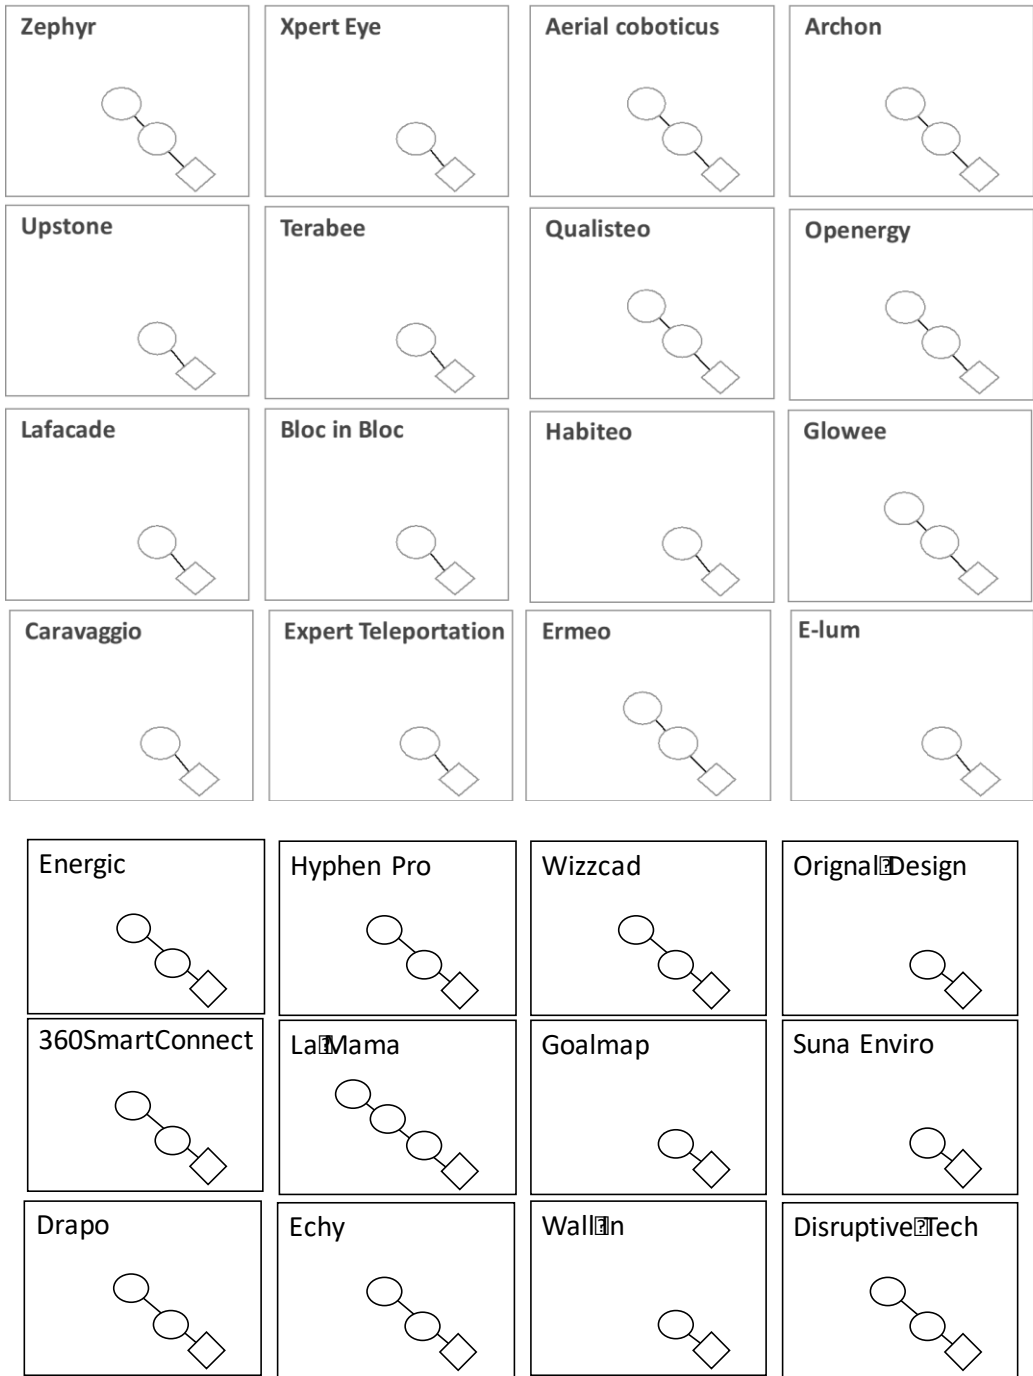 Zephyr
Xpert Eye
Aerial coboticus
Archon
Upstone
Terabee
Qualisteo
Openergy
Lafacade
Bloc in Bloc
Habiteo
Glowee
Caravaggio
Expert Teleportation
Ermeo
E-lum
Energic
Hyphen Pro
Wizzcad
Orignal�Design
360SmartConnect
La�Mama
Goalmap
Suna Enviro
Drapo
Echy
Wall�In
Disruptive�Tech